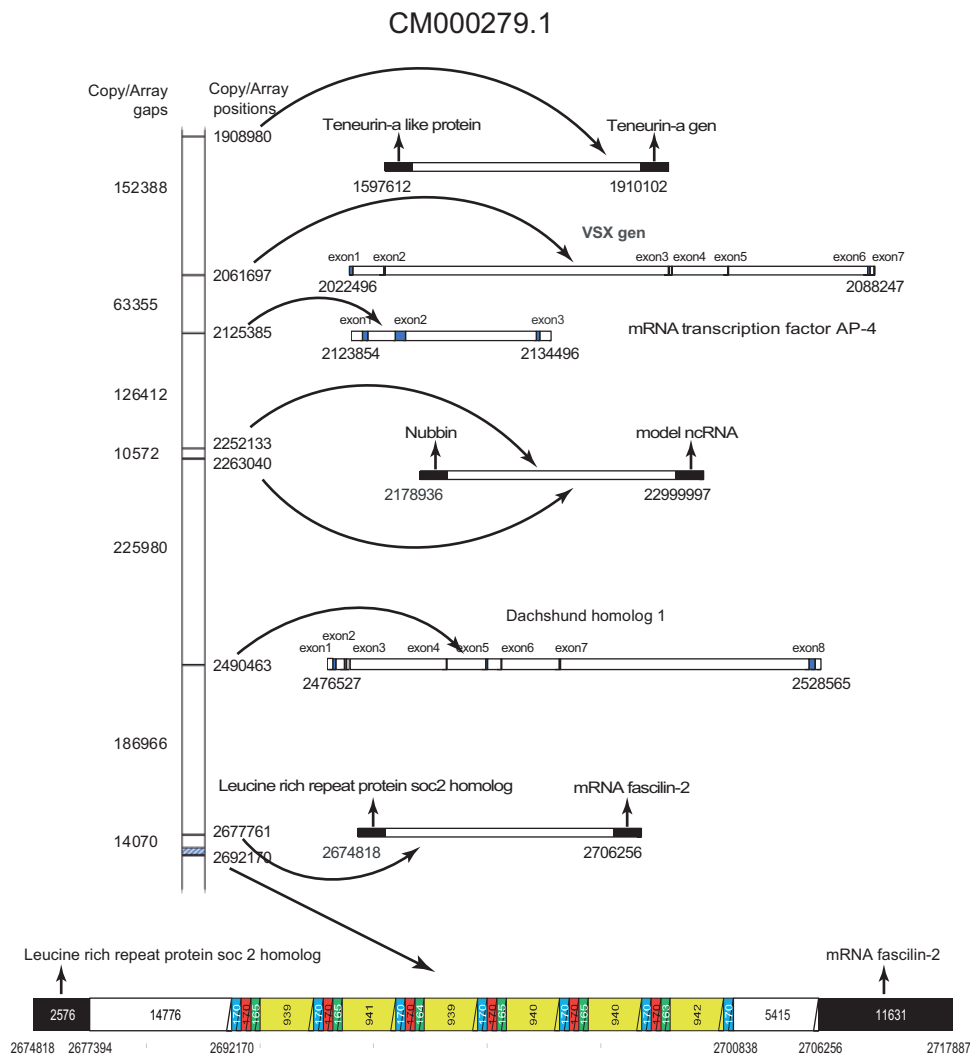 CM000279.1
Copy/Array gaps
Copy/Array positions
1908980
152388
2061697
63355
2125385
126412
2252133
10572
2263040
225980
2490463
186966
2677761
14070
2692170
Teneurin-a like protein
Teneurin-a gen
1597612
1910102
VSX gen
exon1 exon2 exon3 exon4 exon5 exon6 exon7
2022496
2088247
exon1 exon2 exon3
mRNA transcription factor AP-4
2123854
2134496
Nubbin
model ncRNA
2178936
22999997
Dachshund homolog 1
exon2
exon1 exon3 exon4 exon5 exon6 exon7 exon8
2476527
2528565
Leucine rich repeat protein soc2 homolog
mRNA fascilin-2
2674818
2706256
Leucine rich repeat protein soc 2 homolog
mRNA fascilin-2
2576 14776 170 170 165 939 170 170 165 941 170 170 164 939 170 170 165 940 170 170 165 940 170 170 163 942 170 5415 11631
2674818 2677394 2692170 2700838 2706256 2717887